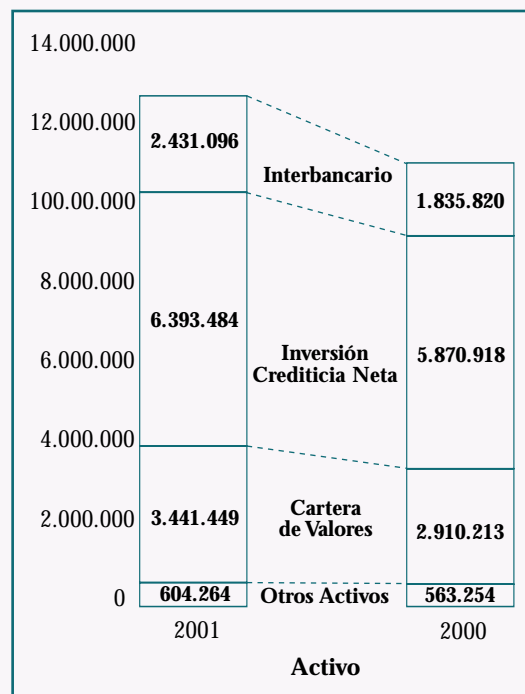 14.000.000
12.000.000
2.431.096
Interbancario
1.835.820
100.00.000
8.000.000
6.393.484
Inversión
Crediticia Neta
5.870.918
6.000.000
4.000.000
Cartera
de Valores
3.441.449
2.910.213
2.000.000
0
604.264
Otros Activos
563.254
2001
2000
Activo